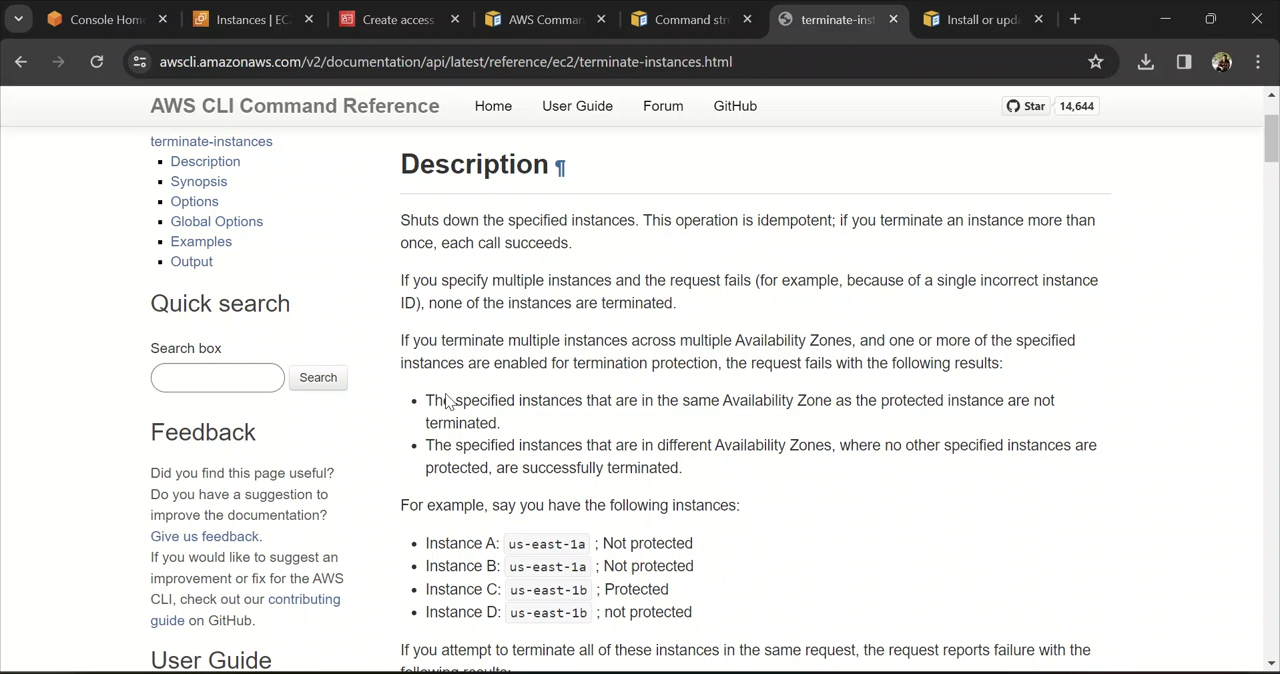 Console Home
Instances | EC
Create access
AWS Comman
Command str
terminate-inst
Install or upda
awscli.amazonaws.com/v2/documentation/api/latest/reference/ec2/terminate-instances.html
AWS CLI Command Reference
Home
User Guide
Forum
GitHub
Star
14,644
terminate-instances
Description
Synopsis
Options
Global Options
Examples
Output
Quick search
Search box
Search
Feedback
Did you find this page useful?
Do you have a suggestion to
improve the documentation?
Give us feedback.
If you would like to suggest an
improvement or fix for the AWS
CLI, check out our contributing
guide on GitHub.
User Guide
Description ¶
Shuts down the specified instances. This operation is idempotent; if you terminate an instance more than
once, each call succeeds.
If you specify multiple instances and the request fails (for example, because of a single incorrect instance
ID), none of the instances are terminated.
If you terminate multiple instances across multiple Availability Zones, and one or more of the specified
instances are enabled for termination protection, the request fails with the following results:
• The specified instances that are in the same Availability Zone as the protected instance are not
terminated.
• The specified instances that are in different Availability Zones, where no other specified instances are
protected, are successfully terminated.
For example, say you have the following instances:
• Instance A: us-east-1a ; Not protected
• Instance B: us-east-1a ; Not protected
• Instance C: us-east-1b ; Protected
• Instance D: us-east-1b ; not protected
If you attempt to terminate all of these instances in the same request, the request reports failure with the
following results: